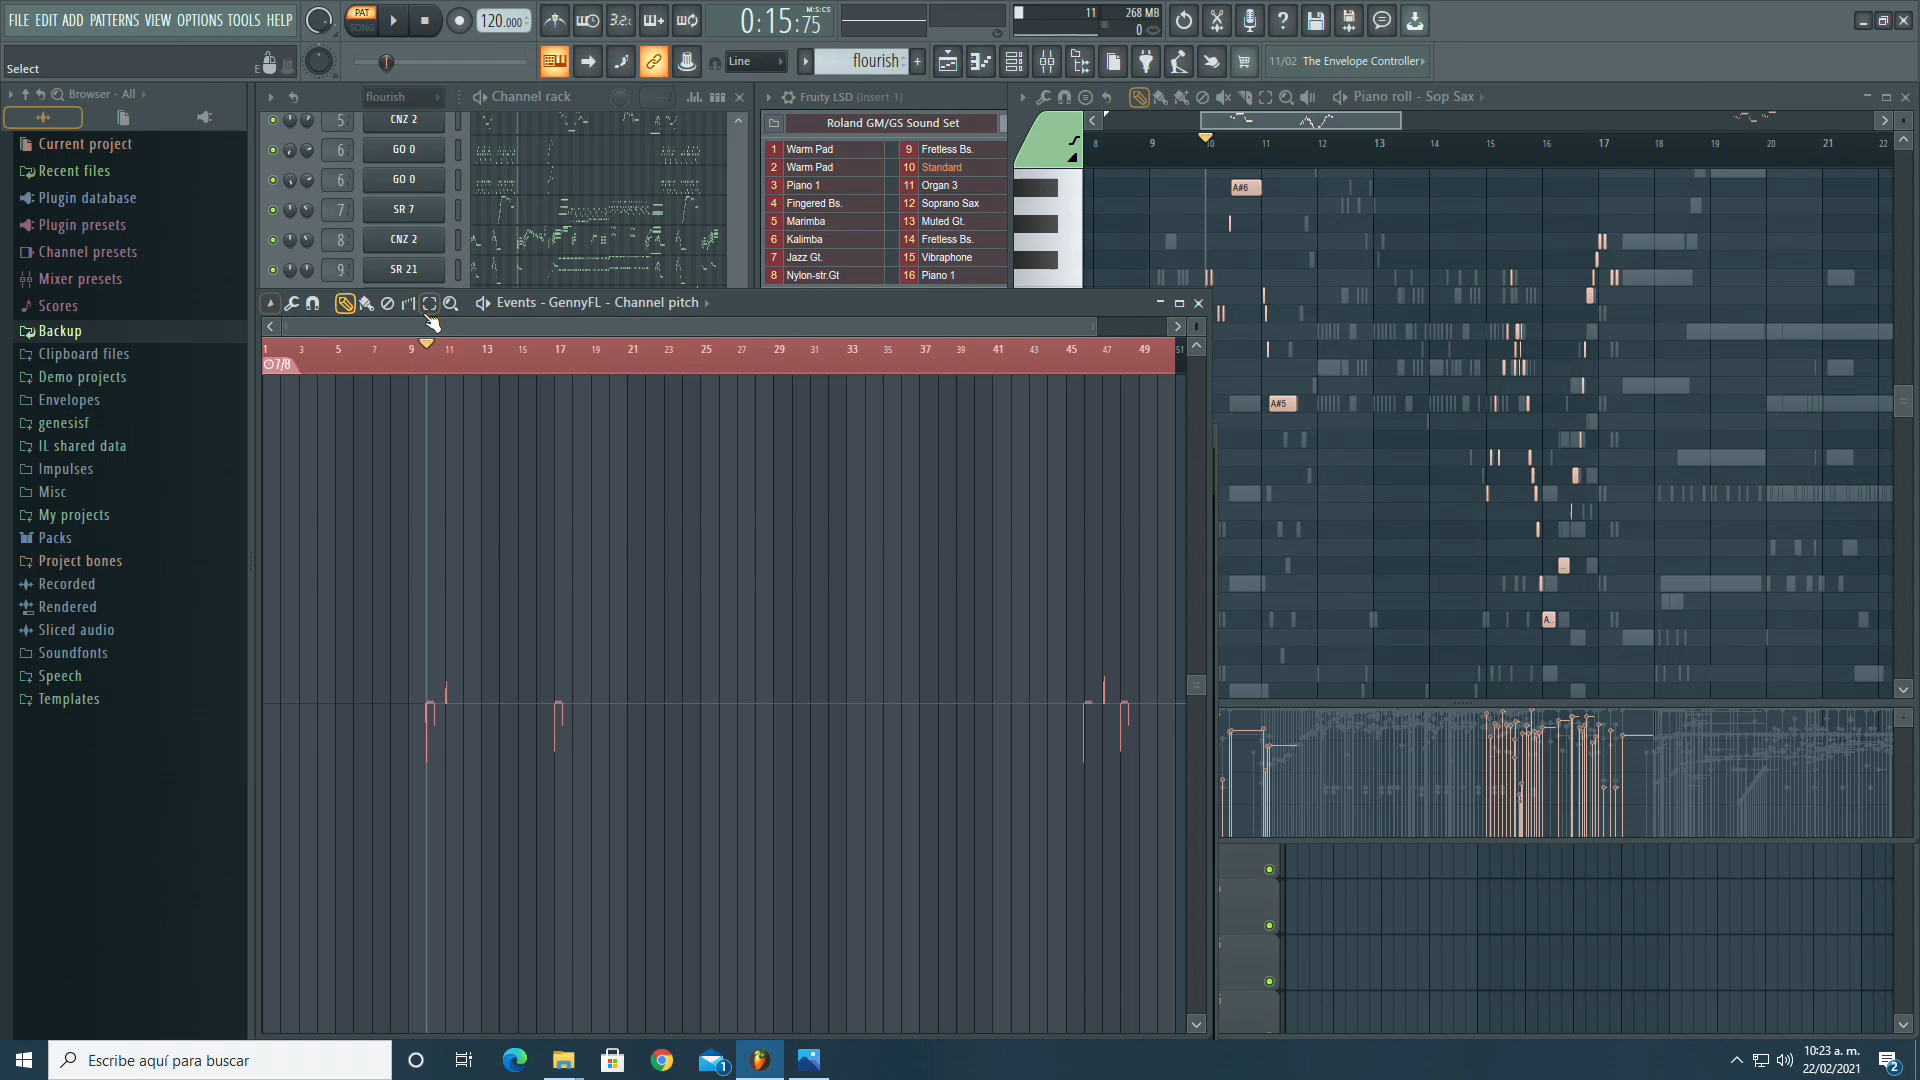 FILE EDIT ADD PATTERNS VIEW OPTIONS TOOLS HELP
PAT
SONG
120.000
3.2
0:15:75
M:S:CS
11
268 MB
0
Select
Line
flourish
11/02 The Envelope Controller
Browser - All
Current project
Recent files
Plugin database
Plugin presets
Channel presets
Mixer presets
Scores
Backup
Clipboard files
Demo projects
Envelopes
genesisf
IL shared data
Impulses
Misc
My projects
Packs
Project bones
Recorded
Rendered
Sliced audio
Soundfonts
Speech
Templates
flourish
Channel rack
5 CNZ 2
6 GO 0
6 GO 0
7 SR 7
8 CNZ 2
9 SR 21
Fruity LSD (Insert 1)
Roland GM/GS Sound Set
1 Warm Pad 9 Fretless Bs.
2 Warm Pad 10 Standard
3 Piano 1 11 Organ 3
4 Fingered Bs. 12 Soprano Sax
5 Marimba 13 Muted Gt.
6 Kalimba 14 Fretless Bs.
7 Jazz Gt. 15 Vibraphone
8 Nylon-str.Gt 16 Piano 1
Piano roll - Sop Sax
8 9 10 11 12 13 14 15 16 17 18 19 20 21 22
A#6
A#5
A..
Events - GennyFL - Channel pitch
1 3 5 7 9 11 13 15 17 19 21 23 25 27 29 31 33 35 37 39 41 43 45 47 49 51
7/8
Escribe aquí para buscar
1
10:23 a. m.
22/02/2021
2